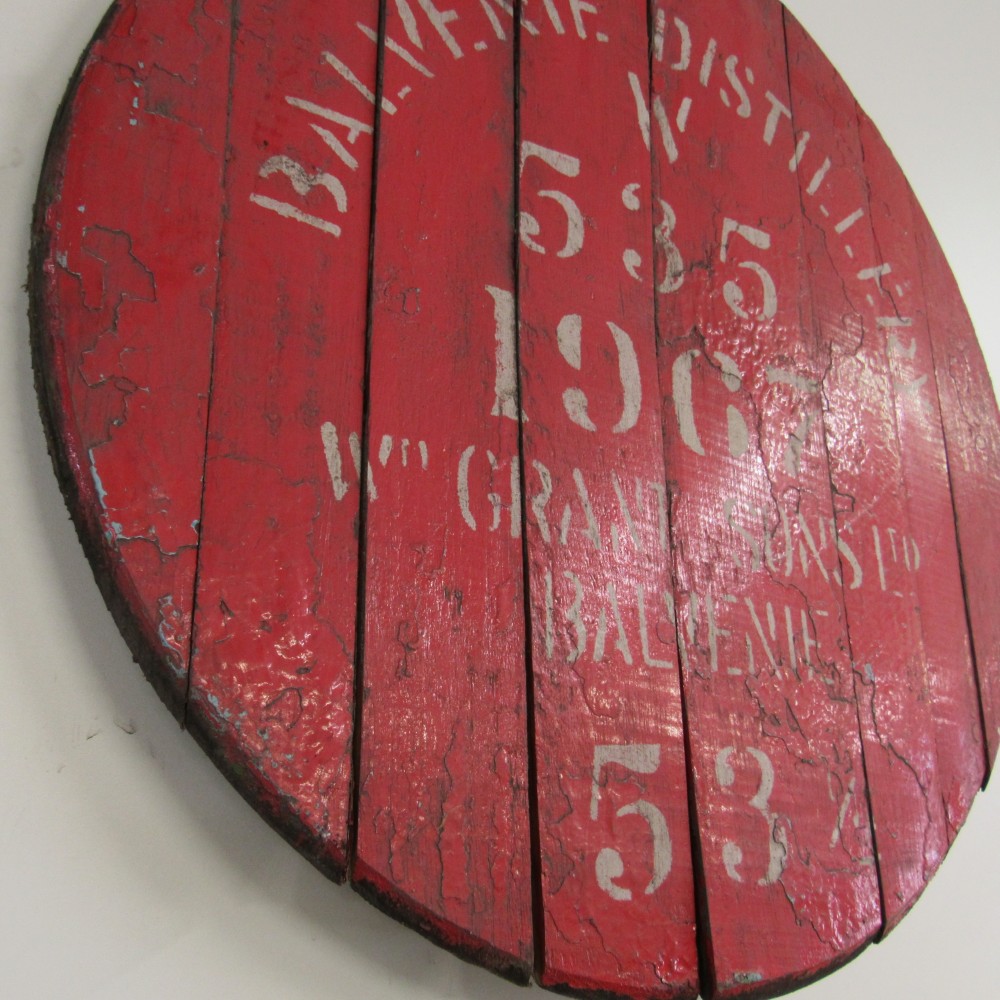 BALVENIE DISTILLERY
W
535
1967
Wm GRANT SONS LTD
BALVENIE
53